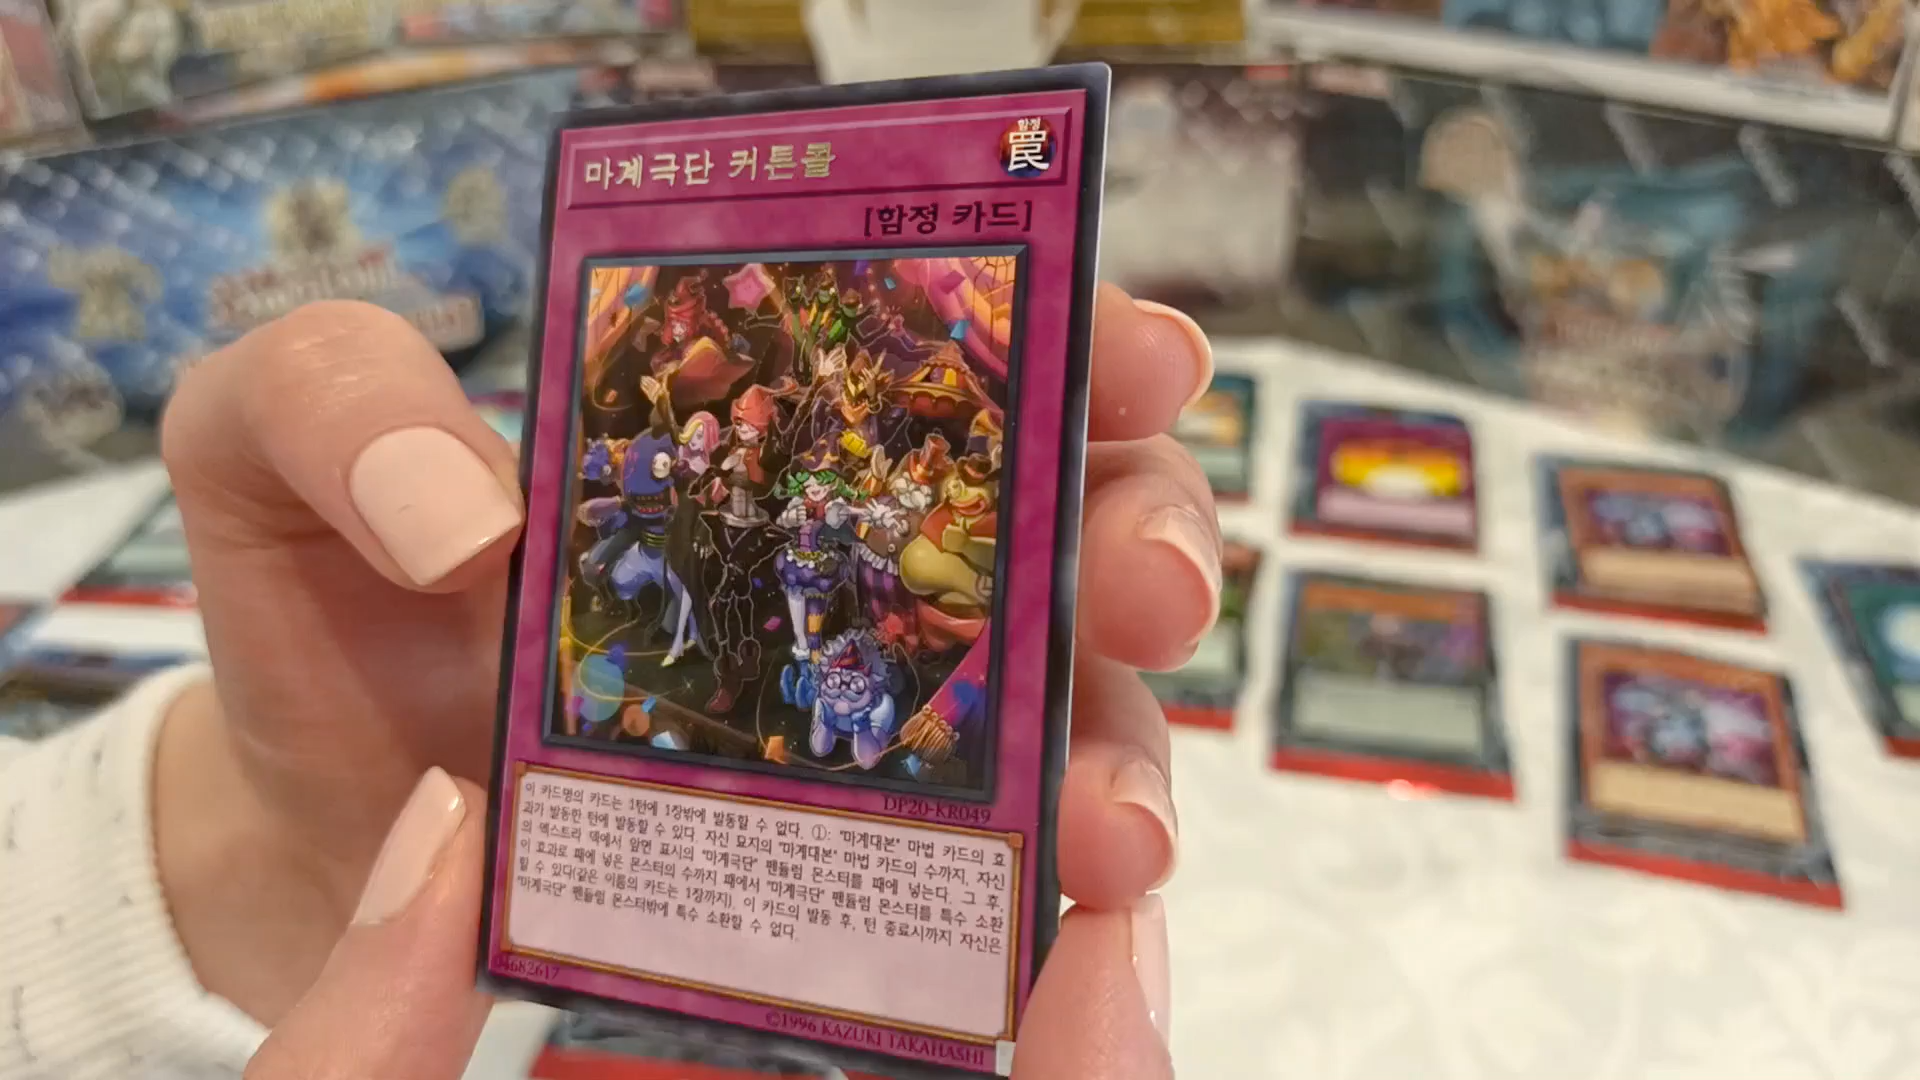 마계극단 커튼콜
함정
罠
[함정 카드]
DP20-KR049
이 카드명의 카드는 1턴에 1장밖에 발동할 수 없다. ①: "마계대본" 마법 카드의 효
과가 발동한 턴에 발동할 수 있다. 자신 묘지의 "마계대본" 마법 카드의 수까지, 자신
의 엑스트라 덱에서 앞면 표시의 "마계극단" 펜듈럼 몬스터를 패에 넣는다. 그 후,
이 효과로 패에 넣은 몬스터의 수까지 패에서 "마계극단" 펜듈럼 몬스터를 특수 소환
할 수 있다(같은 이름의 카드는 1장까지). 이 카드의 발동 후, 턴 종료시까지 자신은
"마계극단" 펜듈럼 몬스터밖에 특수 소환할 수 없다.
©1996 KAZUKI TAKAHASHI